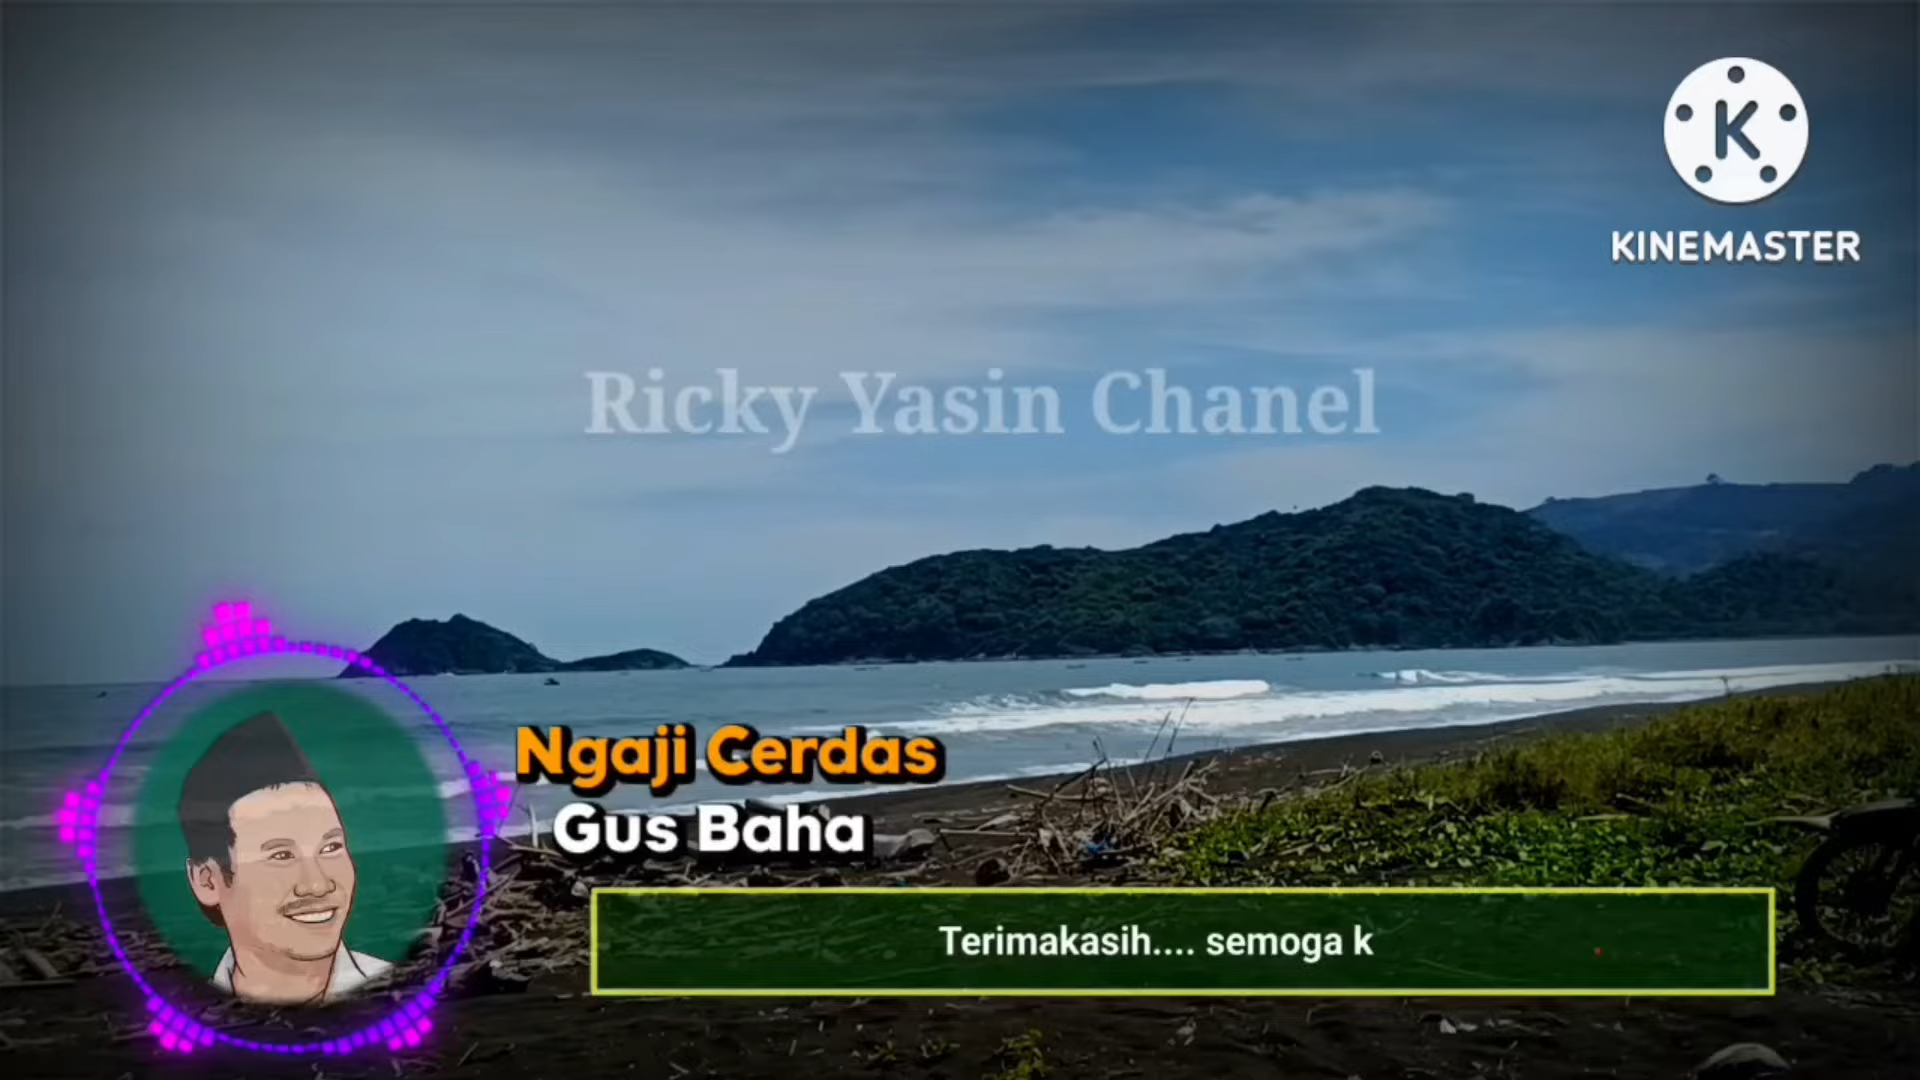 K
KINEMASTER
Ricky Yasin Chanel
Ngaji Cerdas
Gus Baha
Terimakasih.... semoga k